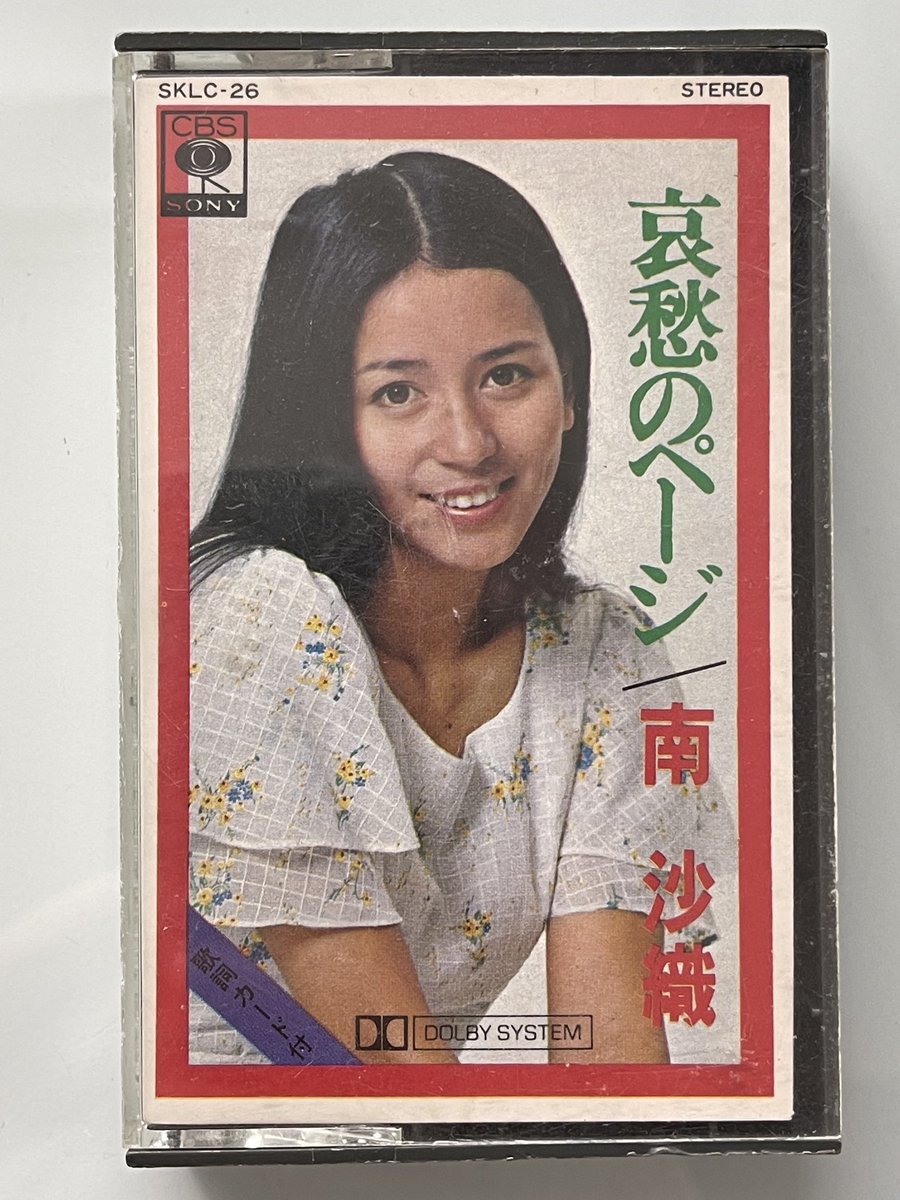 SKLC-26
STEREO
CBS
SONY
哀愁のページ/南 沙織
歌詞カード付
DOLBY SYSTEM